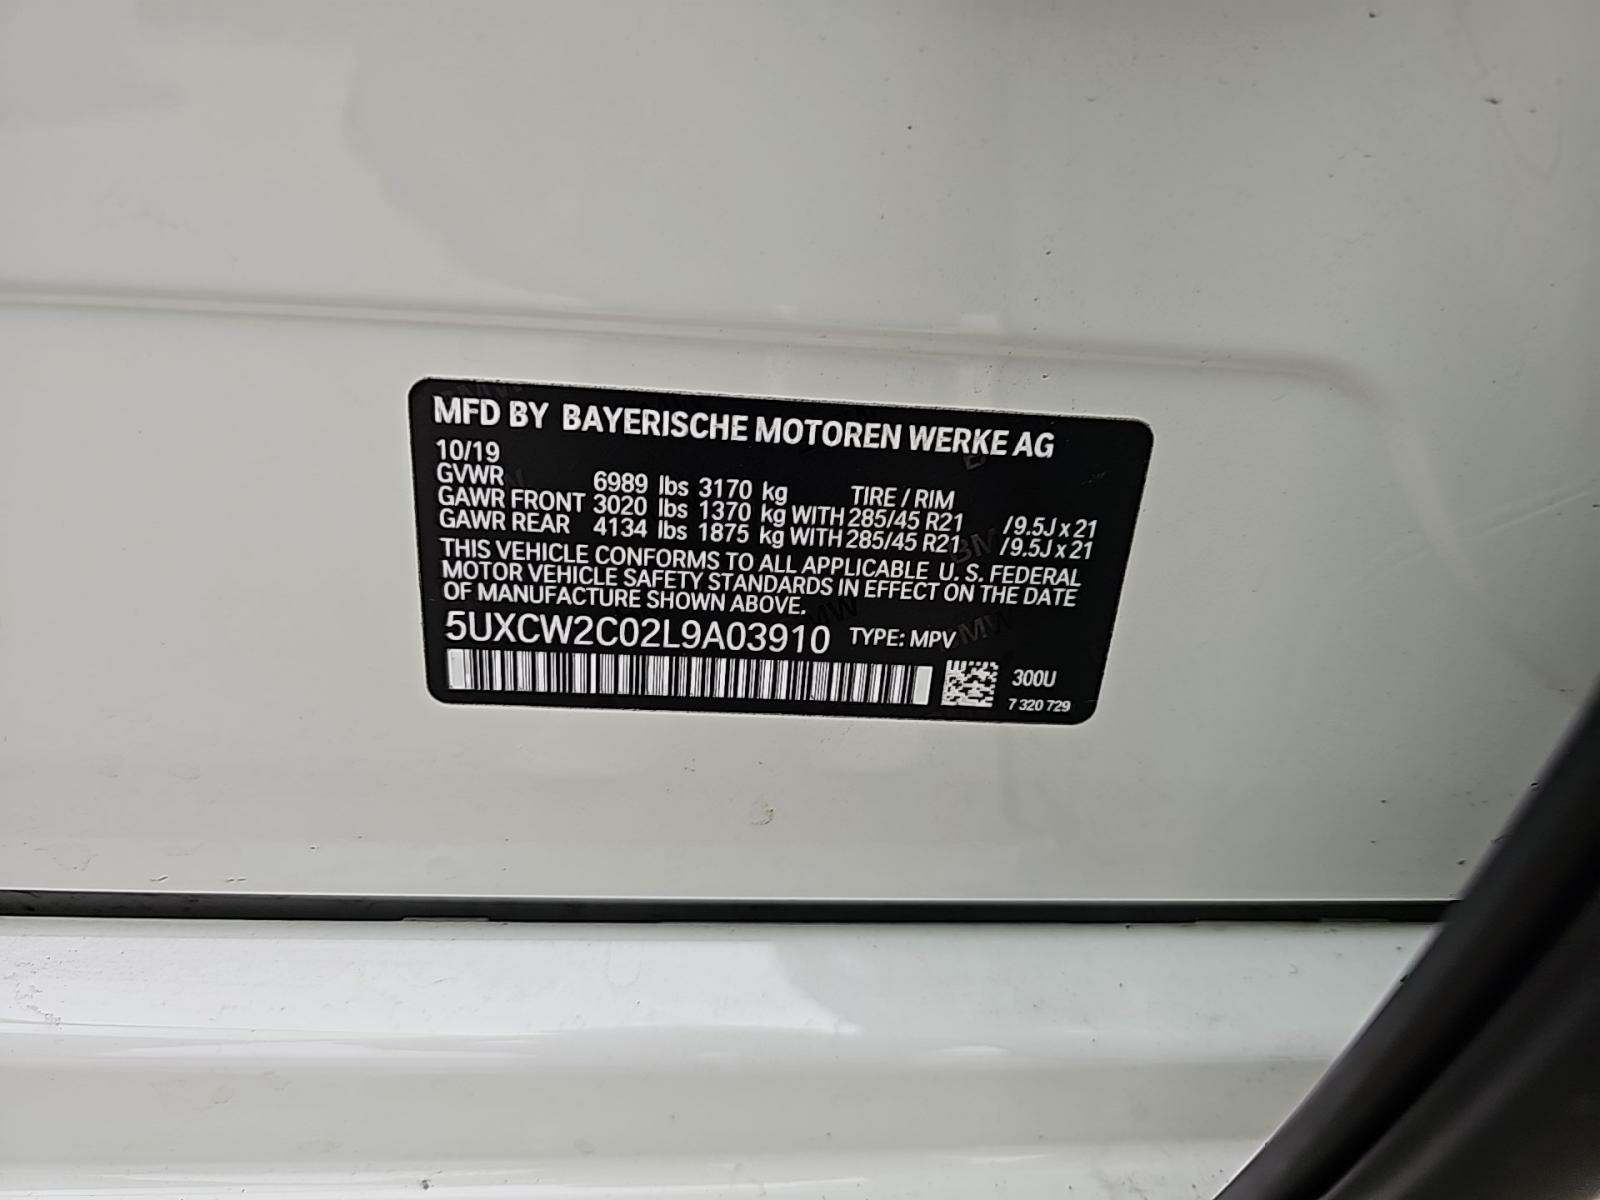 MFD BY BAYERISCHE MOTOREN WERKE AG
10/19
GVWR 6989 lbs 3170 kg TIRE / RIM
GAWR FRONT 3020 lbs 1370 kg WITH 285/45 R21 /9.5J x 21
GAWR REAR 4134 lbs 1875 kg WITH 285/45 R21 /9.5J x 21
THIS VEHICLE CONFORMS TO ALL APPLICABLE U. S. FEDERAL
MOTOR VEHICLE SAFETY STANDARDS IN EFFECT ON THE DATE
OF MANUFACTURE SHOWN ABOVE.
5UXCW2C02L9A03910 TYPE: MPV
300U
7 320 729